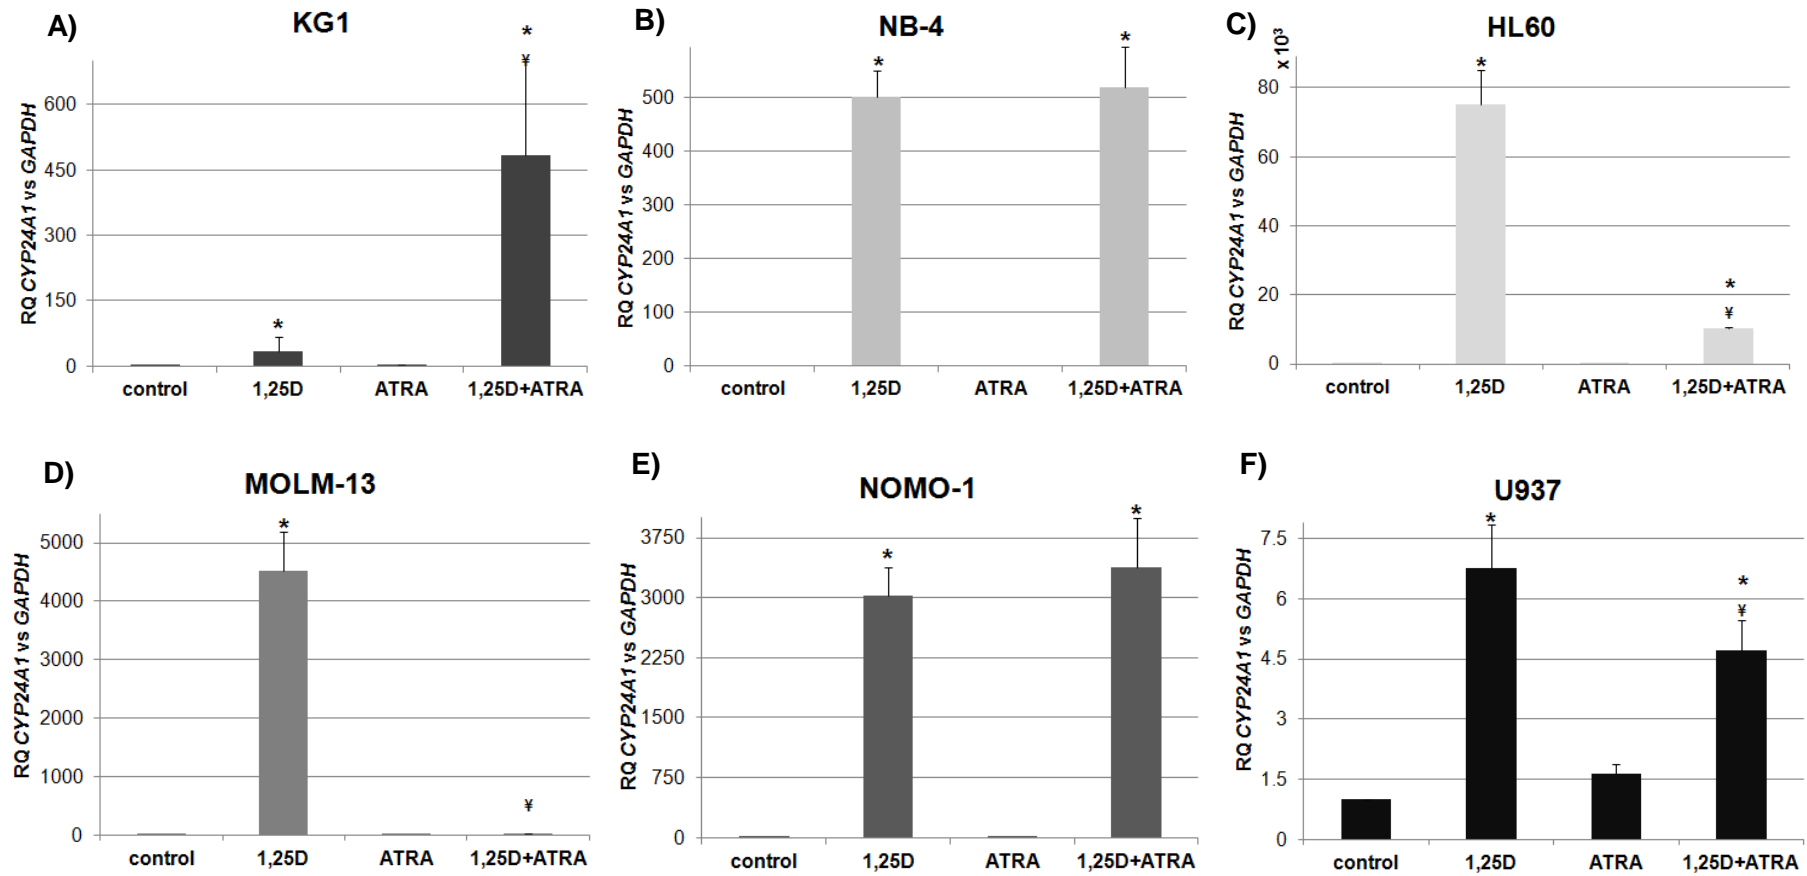 A)
KG1
RQ CYP24A1 vs GAPDH
600
450
300
150
0
*
*
¥
control 1,25D ATRA 1,25D+ATRA
B)
NB-4
RQ CYP24A1 vs GAPDH
500
400
300
200
100
0
*
*
control 1,25D ATRA 1,25D+ATRA
C)
HL60
x 10³
RQ CYP24A1 vs GAPDH
80
60
40
20
0
*
*
¥
control 1,25D ATRA 1,25D+ATRA
D)
MOLM-13
RQ CYP24A1 vs GAPDH
5000
4000
3000
2000
1000
0
*
¥
control 1,25D ATRA 1,25D+ATRA
E)
NOMO-1
RQ CYP24A1 vs GAPDH
3750
3000
2250
1500
750
0
*
*
control 1,25D ATRA 1,25D+ATRA
F)
U937
RQ CYP24A1 vs GAPDH
7.5
6
4.5
3
1.5
0
*
*
¥
control 1,25D ATRA 1,25D+ATRA